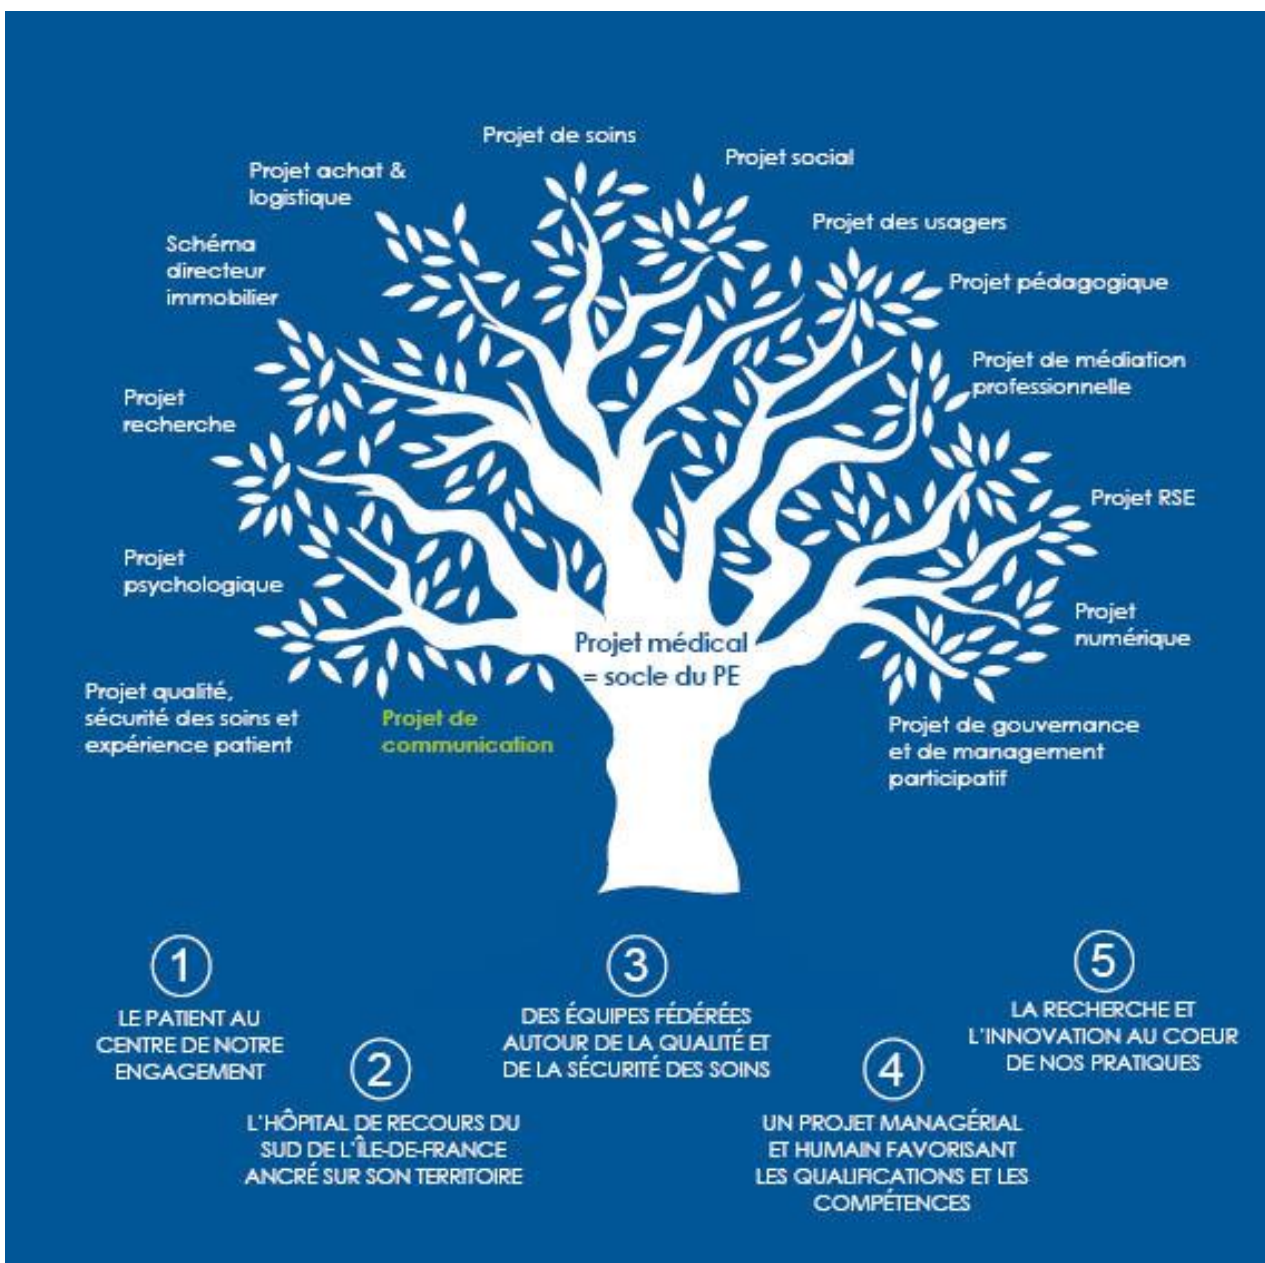 Projet de soins
Projet social
Projet achat &
logistique
Projet des usagers
Schéma
directeur
immobilier
Projet pédagogique
Projet de médiation
professionnelle
Projet
recherche
Projet RSE
Projet
psychologique
Projet
numérique
Projet médical
= socle du PE
Projet qualité,
sécurité des soins et
expérience patient
Projet de
communication
Projet de gouvernance
et de management
participatif
1
LE PATIENT AU
CENTRE DE NOTRE
ENGAGEMENT
2
L'HÔPITAL DE RECOURS DU
SUD DE L'ÎLE-DE-FRANCE
ANCRÉ SUR SON TERRITOIRE
3
DES ÉQUIPES FÉDÉRÉES
AUTOUR DE LA QUALITÉ ET
DE LA SÉCURITÉ DES SOINS
4
UN PROJET MANAGÉRIAL
ET HUMAIN FAVORISANT
LES QUALIFICATIONS ET LES
COMPÉTENCES
5
LA RECHERCHE ET
L'INNOVATION AU COEUR
DE NOS PRATIQUES